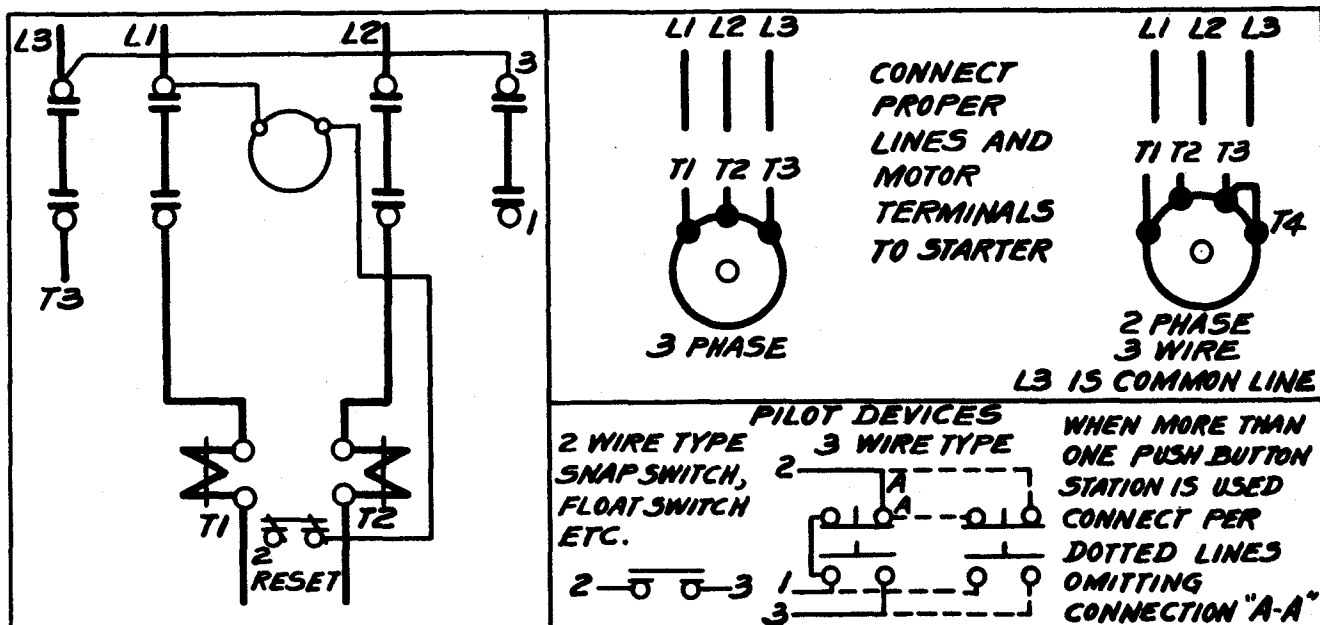 L3 L1 L2
3
1
T3
T1 T2
2
RESET
L1 L2 L3
T1 T2 T3
3 PHASE
CONNECT
PROPER
LINES AND
MOTOR
TERMINALS
TO STARTER
L1 L2 L3
T1 T2 T3
T4
2 PHASE
3 WIRE
L3 IS COMMON LINE
PILOT DEVICES
2 WIRE TYPE
SNAP SWITCH,
FLOAT SWITCH
ETC.
2 3
3 WIRE TYPE
2
A
A
1
3
WHEN MORE THAN
ONE PUSH BUTTON
STATION IS USED
CONNECT PER
DOTTED LINES
OMITTING
CONNECTION "A-A"